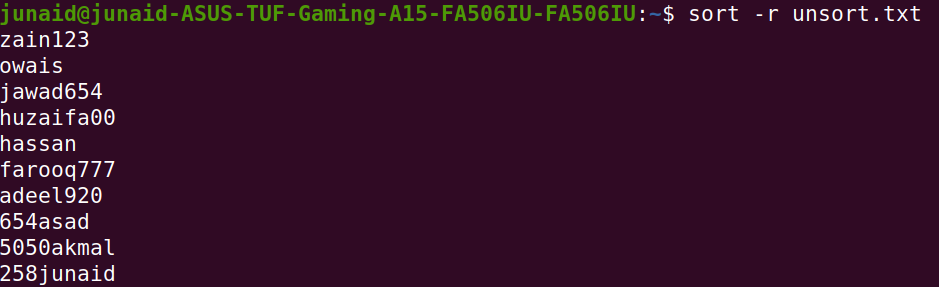 junaid@junaid-ASUS-TUF-Gaming-A15-FA506IU-FA506IU:~$ sort -r unsort.txt
zain123
owais
jawad654
huzaifa00
hassan
farooq777
adeel920
654asad
5050akmal
258junaid